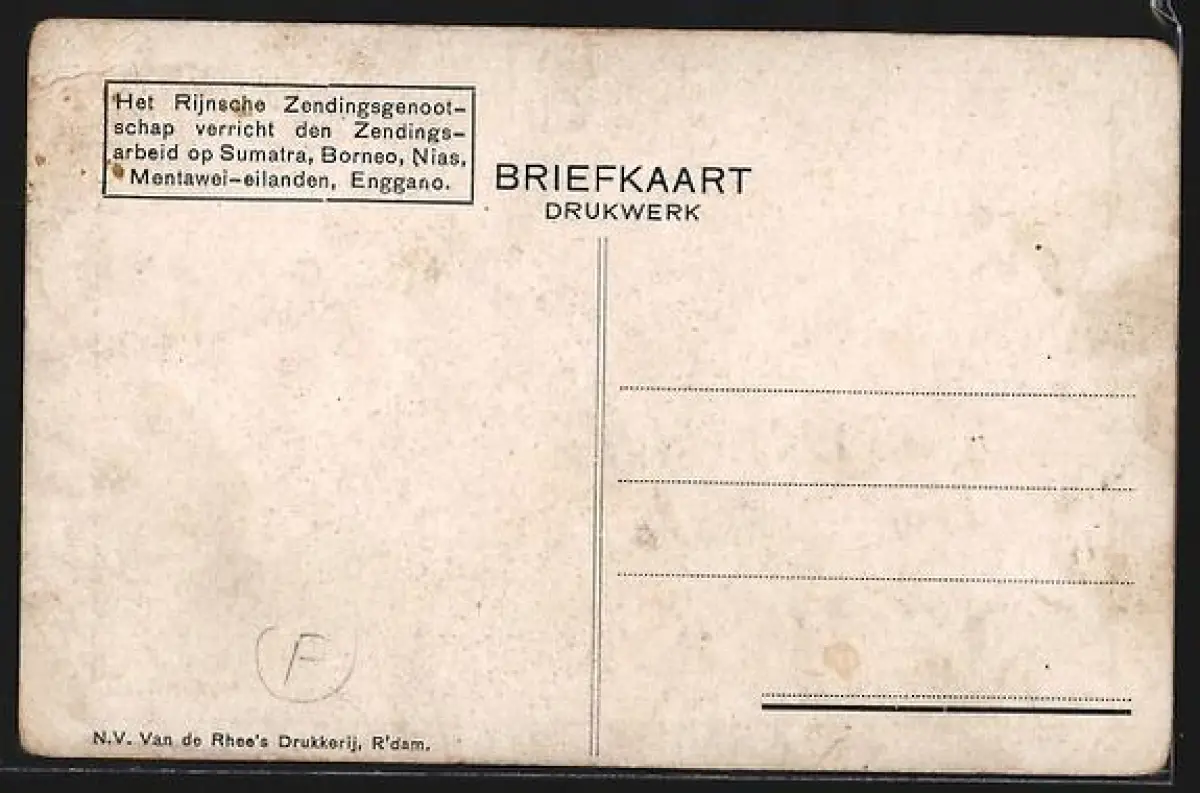 Het Rijnsche Zendingsgenoot-
schap verricht den Zendings-
arbeid op Sumatra, Borneo, Nias,
Mentawei-eilanden, Enggano.
BRIEFKAART
DRUKWERK
F
N.V. Van de Rhee's Drukkerij, R'dam.